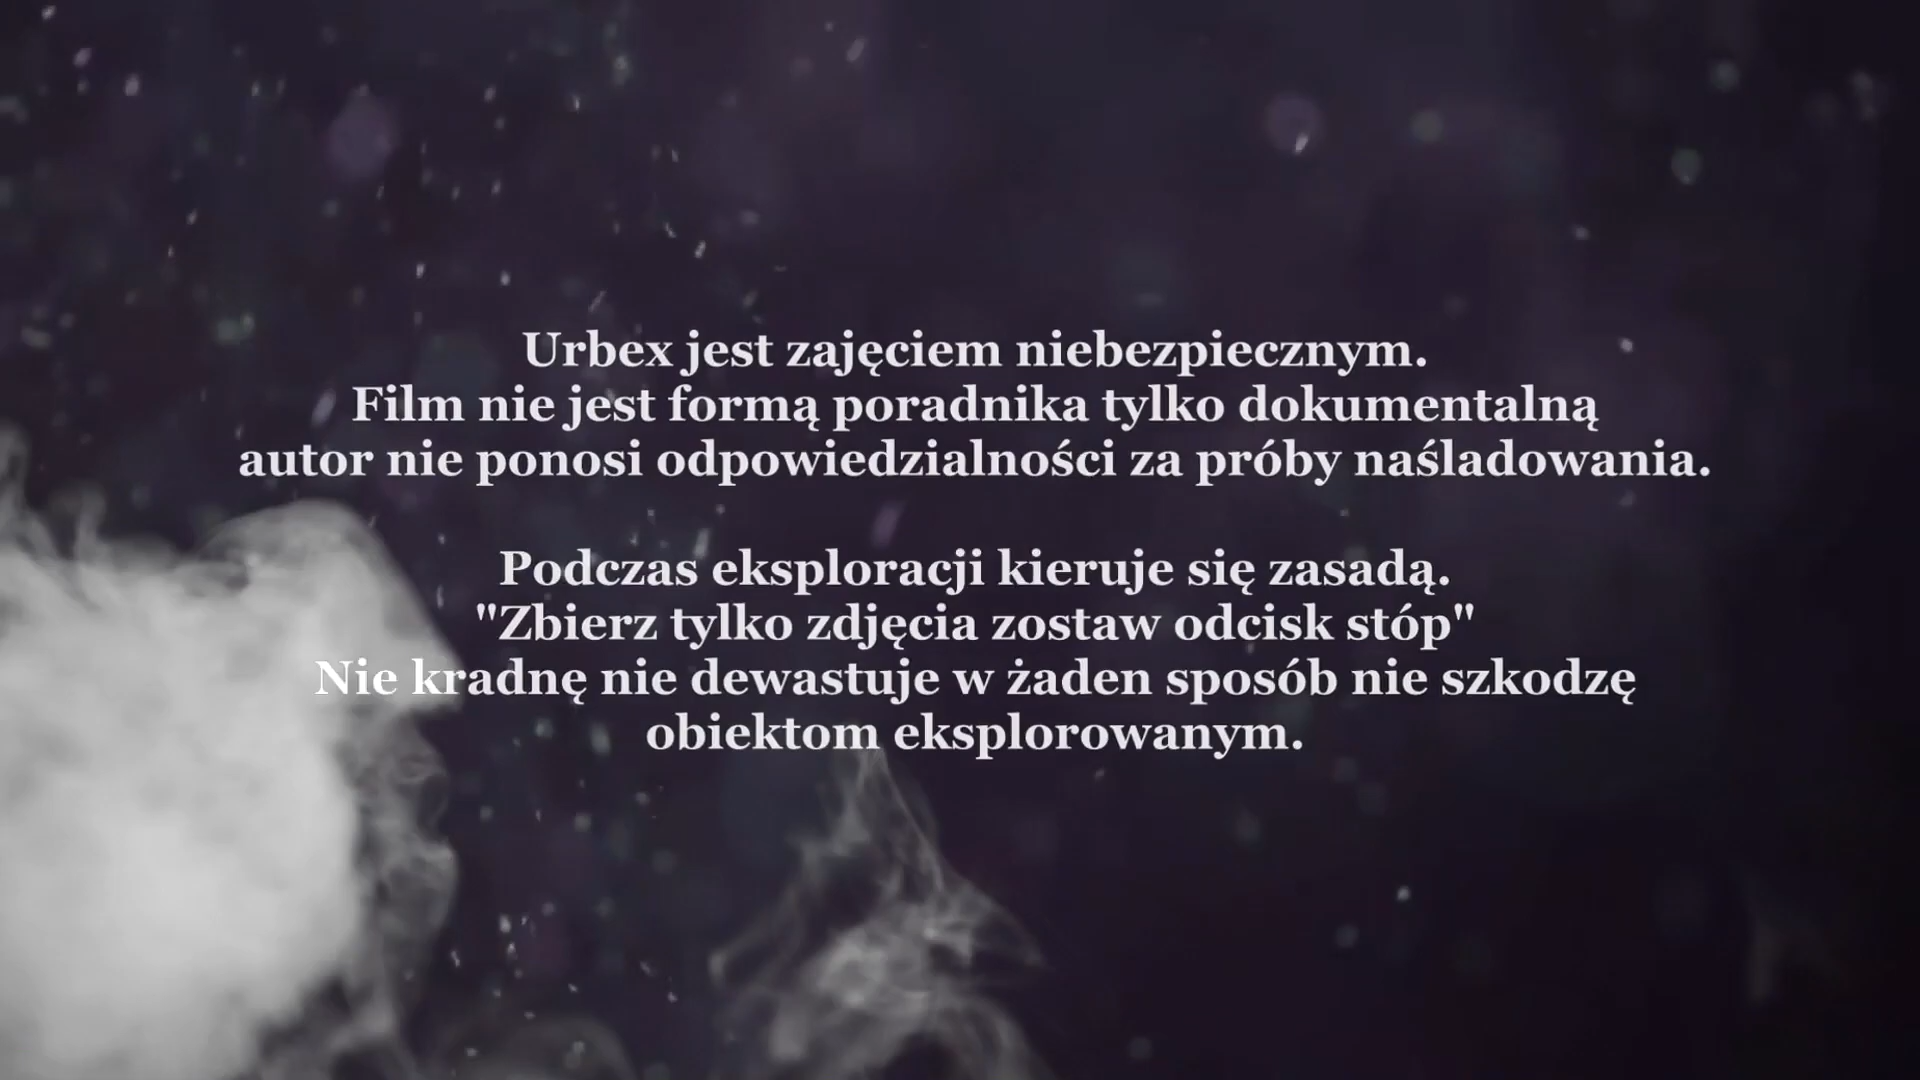 Urbex jest zajęciem niebezpiecznym.
Film nie jest formą poradnika tylko dokumentalną
autor nie ponosi odpowiedzialności za próby naśladowania.
Podczas eksploracji kieruje się zasadą.
"Zbierz tylko zdjęcia zostaw odcisk stóp"
Nie kradnę nie dewastuje w żaden sposób nie szkodzę
obiektom eksplorowanym.